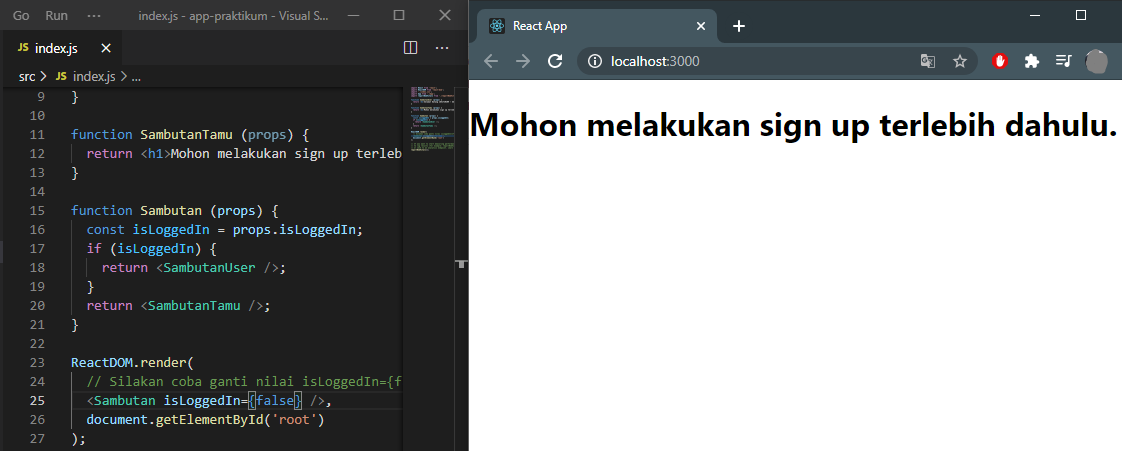 Go Run ··· index.js - app-praktikum - Visual S...
JS index.js
src > JS index.js > ...
9 }
10
11 function SambutanTamu (props) {
12 return <h1>Mohon melakukan sign up terleb
13 }
14
15 function Sambutan (props) {
16 const isLoggedIn = props.isLoggedIn;
17 if (isLoggedIn) {
18 return <SambutanUser />;
19 }
20 return <SambutanTamu />;
21 }
22
23 ReactDOM.render(
24 // Silakan coba ganti nilai isLoggedIn={f
25 <Sambutan isLoggedIn={false} />,
26 document.getElementById('root')
27 );
React App
localhost:3000
Mohon melakukan sign up terlebih dahulu.